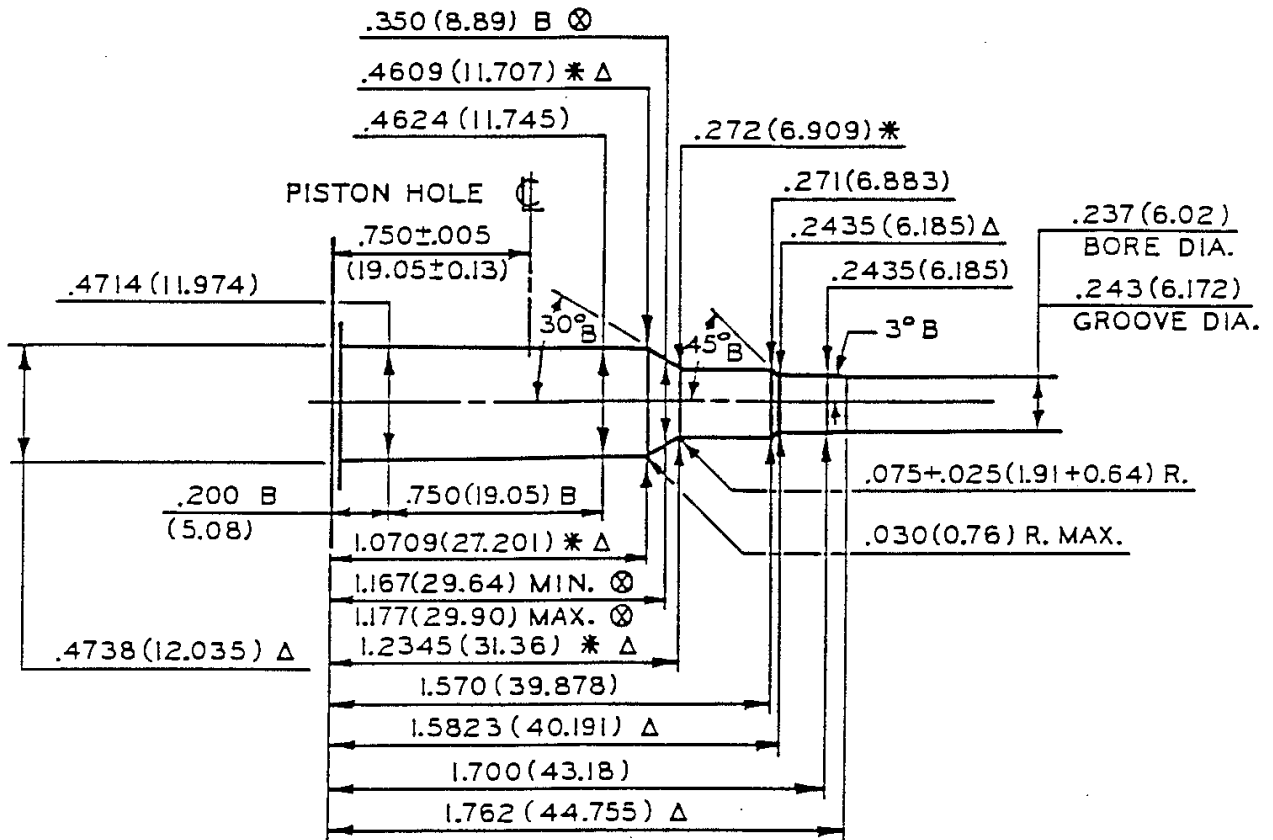 .350(8.89) B ⊗
.4609(11.707) * Δ
.4624(11.745)
.272(6.909) *
PISTON HOLE ℄
.271(6.883)
.750±.005
(19.05±0.13)
.2435(6.185) Δ
.237(6.02)
BORE DIA.
.4714(11.974)
.2435(6.185)
.243(6.172)
GROOVE DIA.
30° B
45° B
3° B
.200 B
(5.08)
.750(19.05) B
.075+.025(1.91+0.64) R.
.030(0.76) R. MAX.
1.0709(27.201) * Δ
1.167(29.64) MIN. ⊗
1.177(29.90) MAX. ⊗
.4738(12.035) Δ
1.2345(31.36) * Δ
1.570(39.878)
1.5823(40.191) Δ
1.700(43.18)
1.762(44.755) Δ